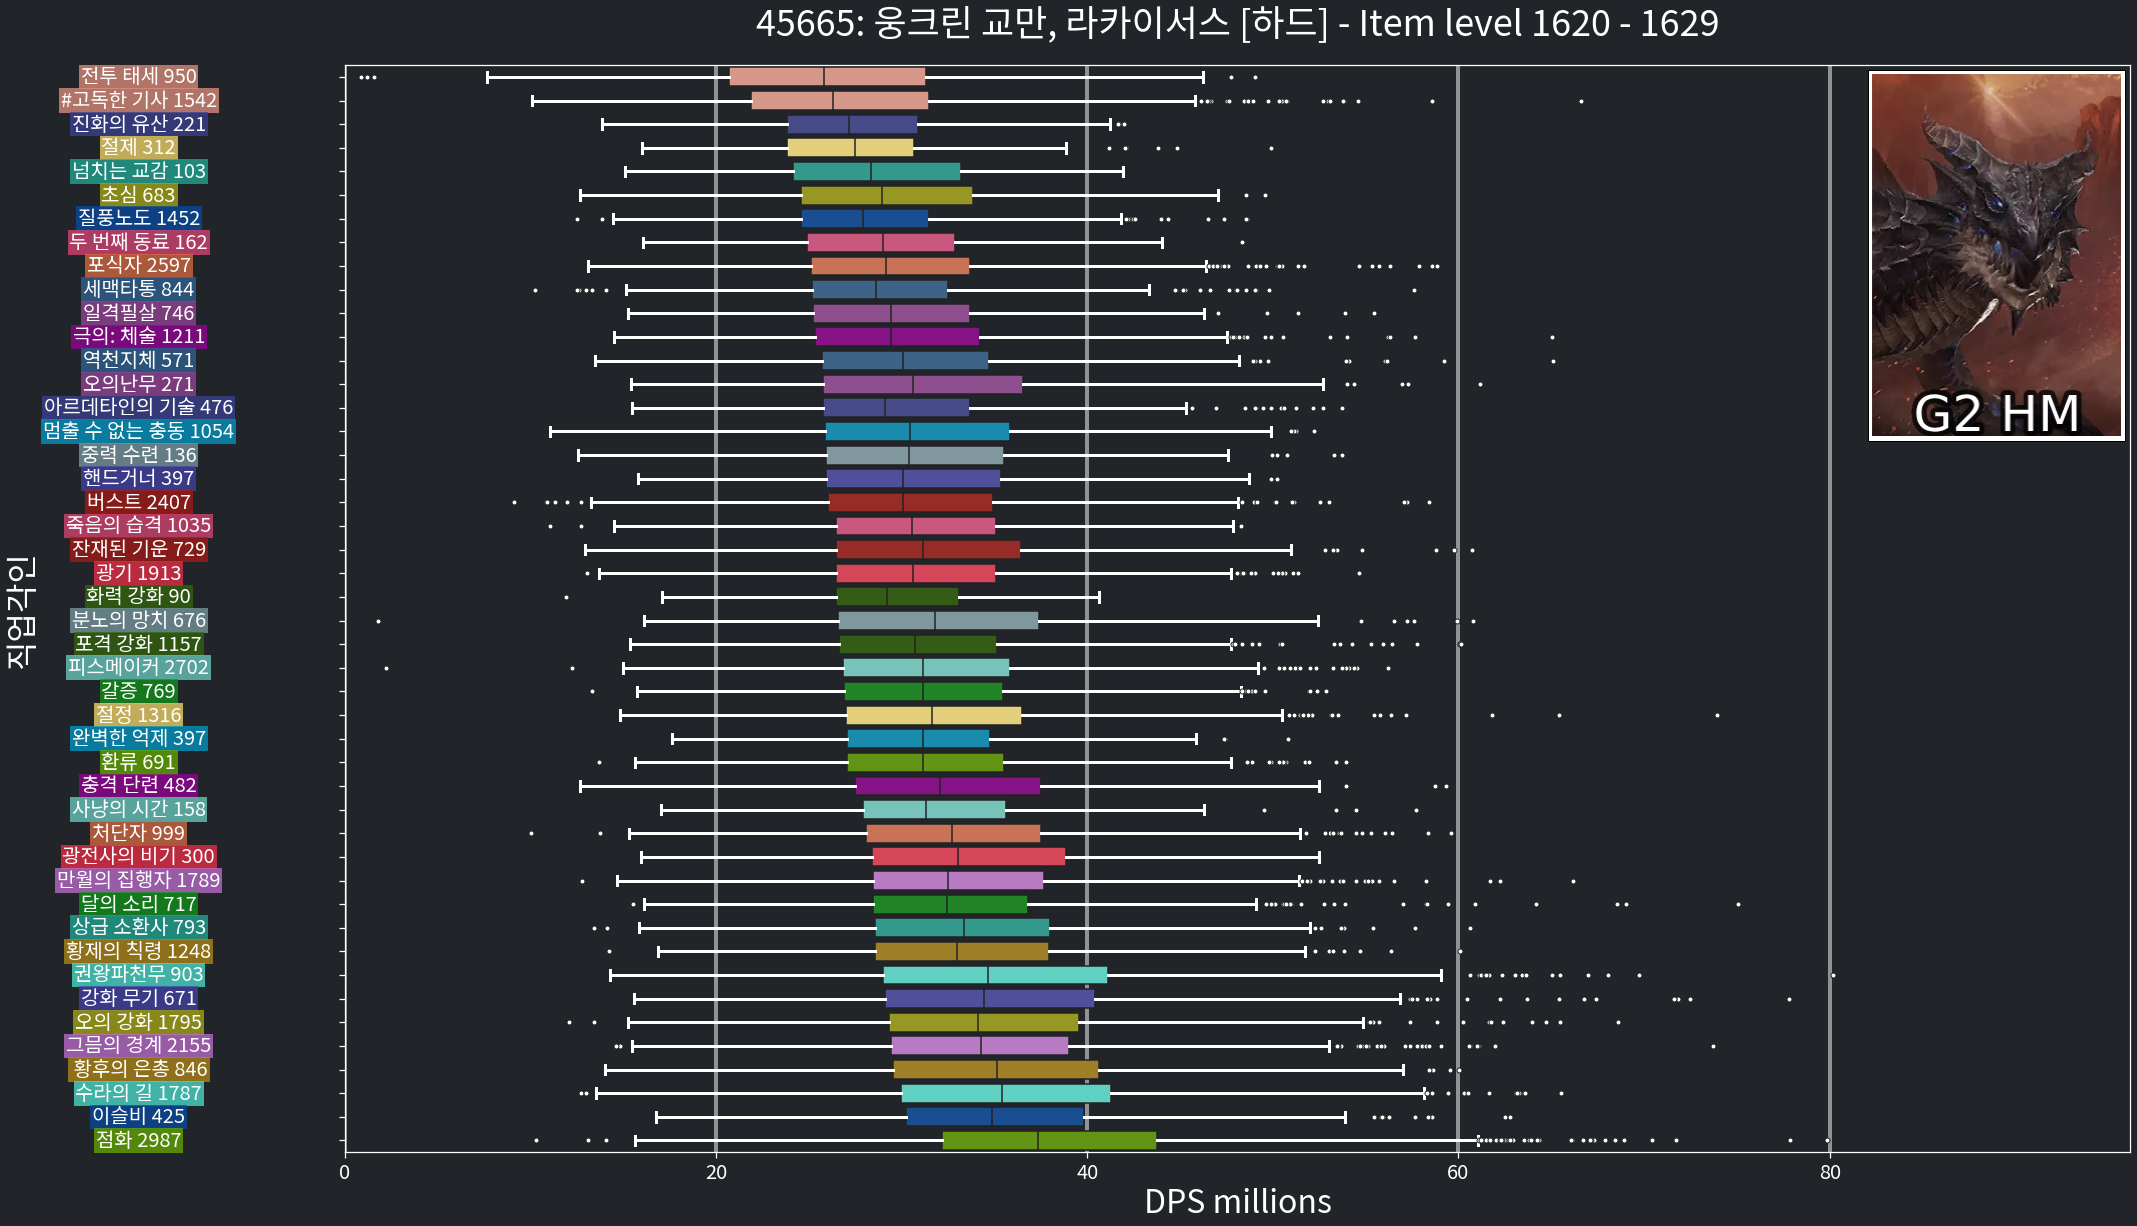 45665: 웅크린 교만, 라카이서스 [하드] - Item level 1620 - 1629
전투 태세 950
#고독한 기사 1542
진화의 유산 221
절제 312
넘치는 교감 103
초심 683
질풍노도 1452
두 번째 동료 162
포식자 2597
세맥타통 844
일격필살 746
극의: 체술 1211
역천지체 571
오의난무 271
아르데타인의 기술 476
멈출 수 없는 충동 1054
중력 수련 136
핸드거너 397
버스트 2407
죽음의 습격 1035
잔재된 기운 729
광기 1913
화력 강화 90
분노의 망치 676
포격 강화 1157
피스메이커 2702
갈증 769
절정 1316
완벽한 억제 397
환류 691
충격 단련 482
사냥의 시간 158
처단자 999
광전사의 비기 300
만월의 집행자 1789
달의 소리 717
상급 소환사 793
황제의 칙령 1248
권왕파천무 903
강화 무기 671
오의 강화 1795
그믐의 경계 2155
황후의 은총 846
수라의 길 1787
이슬비 425
점화 2987
직업각인
G2 HM
0 20 40 60 80
DPS millions